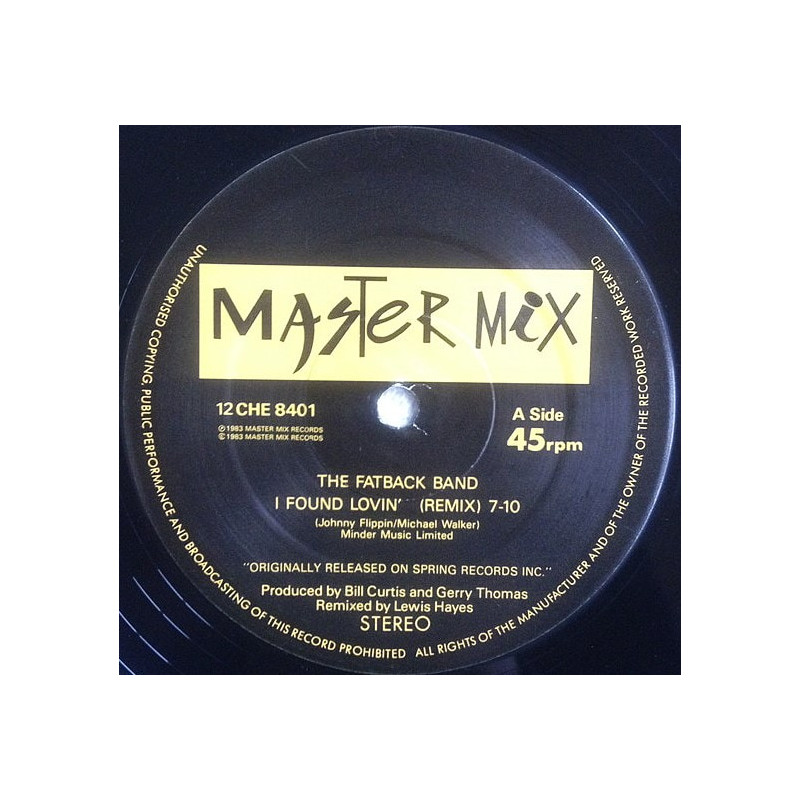 MASTER MiX
12 CHE 8401
℗ 1983 MASTER MIX RECORDS
© 1983 MASTER MIX RECORDS
A Side
45rpm
THE FATBACK BAND
I FOUND LOVIN' (REMIX) 7-10
(Johnny Flippin/Michael Walker)
Minder Music Limited
"ORIGINALLY RELEASED ON SPRING RECORDS INC."
Produced by Bill Curtis and Gerry Thomas
Remixed by Lewis Hayes
STEREO
UNAUTHORISED COPYING, PUBLIC PERFORMANCE AND BROADCASTING OF THIS RECORD PROHIBITED ALL RIGHTS OF THE MANUFACTURER AND OF THE OWNER OF THE RECORDED WORK RESERVED